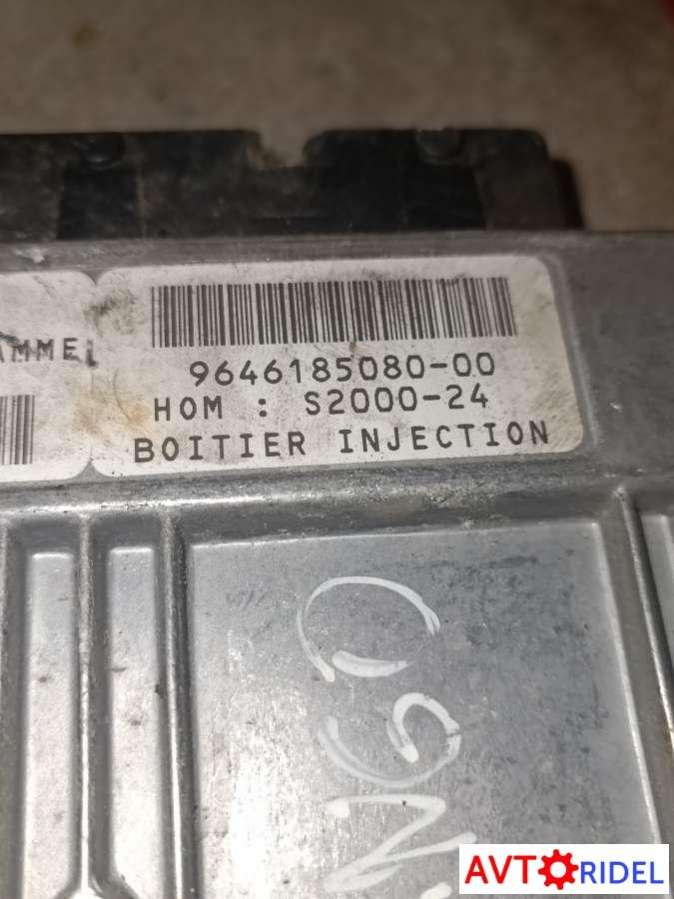 AMMEL
9646185080-00
HOM : S2000-24
BOITIER INJECTION
AVTORIDEL